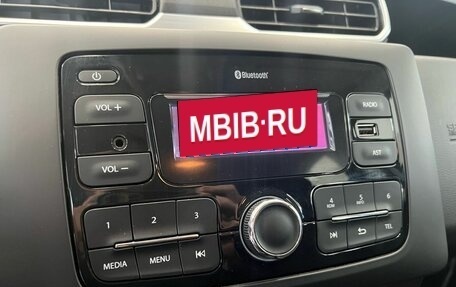 Bluetooth
VOL + RADIO
MBIB·RU
VOL − AST
1 2 3 4 5 6
MEDIA MENU TEL